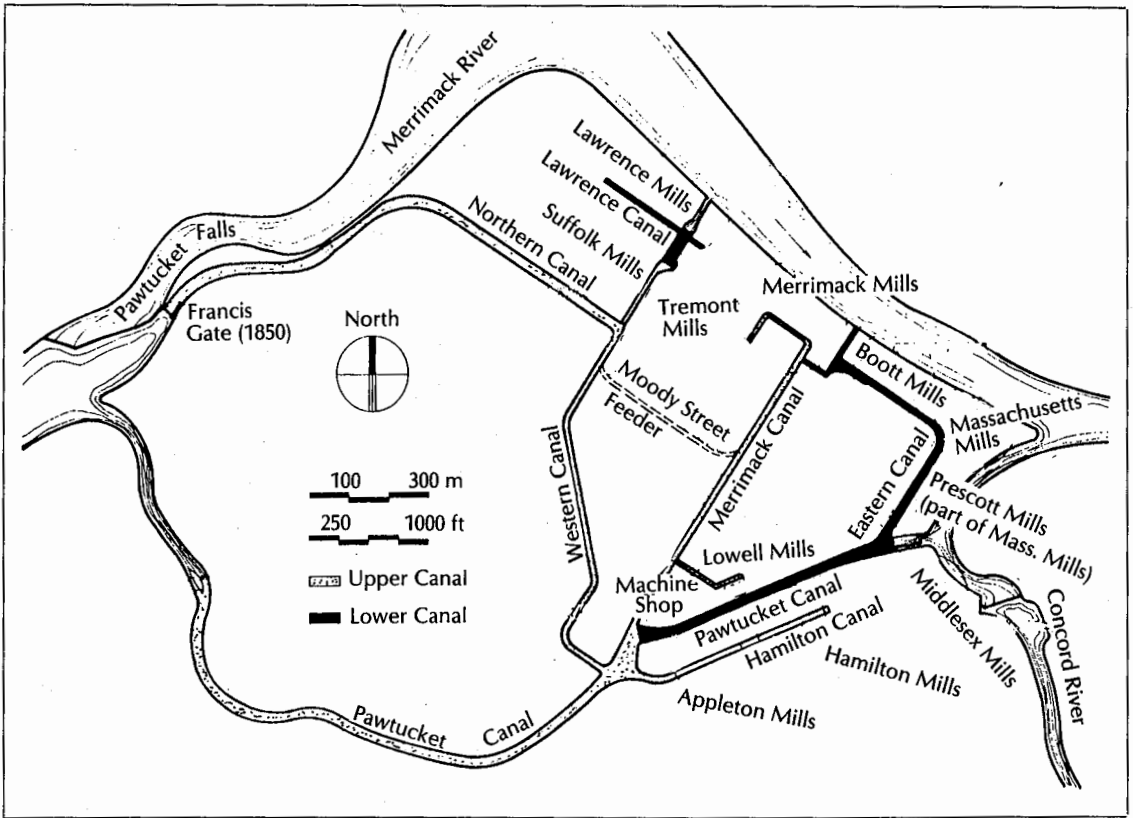 Merrimack River
Lawrence Mills
Lawrence Canal
Suffolk Mills
Northern Canal
Pawtucket Falls
Francis
Gate (1850)
North
Tremont
Mills
Merrimack Mills
Boott Mills
Massachusetts
Mills
Moody Street
Feeder
Merrimack Canal
Eastern Canal
Western Canal
Prescott Mills
(part of Mass. Mills)
100 300 m
250 1000 ft
Upper Canal
Lower Canal
Lowell Mills
Machine
Shop
Pawtucket Canal
Hamilton Canal
Hamilton Mills
Middlesex Mills
Concord River
Appleton Mills
Pawtucket Canal